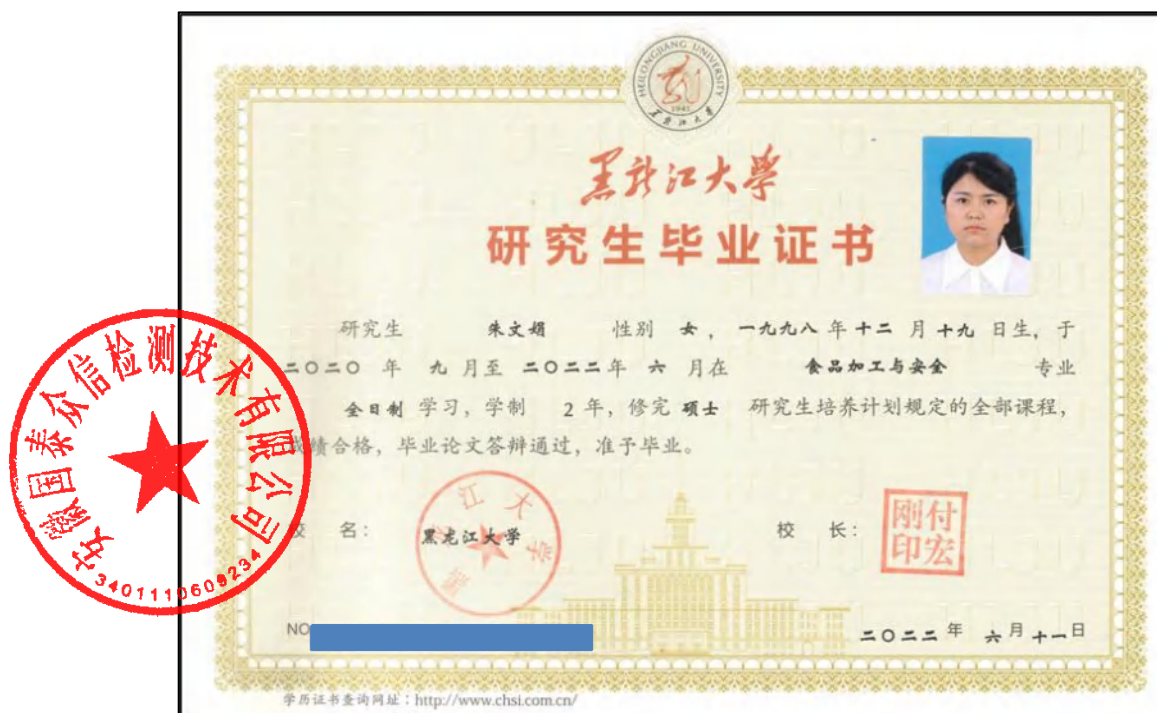 HEILONGJIANG UNIVERSITY
1941
黑龙江大学
黑龙江大学
研究生毕业证书
研究生 朱文娟 性别 女，一九九八 年 十二 月 十九 日生，于
二〇二〇 年 九 月至 二〇二二年 六 月在 食品加工与安全 专业
全日制 学习，学制 2 年，修完 硕士 研究生培养计划规定的全部课程，
成绩合格，毕业论文答辩通过，准予毕业。
安徽国泰众信检测技术有限公司
校 名：
黑龙江大学
黑龙江大学
校 长：
付宏刚印
NO
二〇二二 年 六 月 十一 日
学历证书查询网址：http://www.chsi.com.cn/